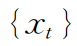 { x_t }